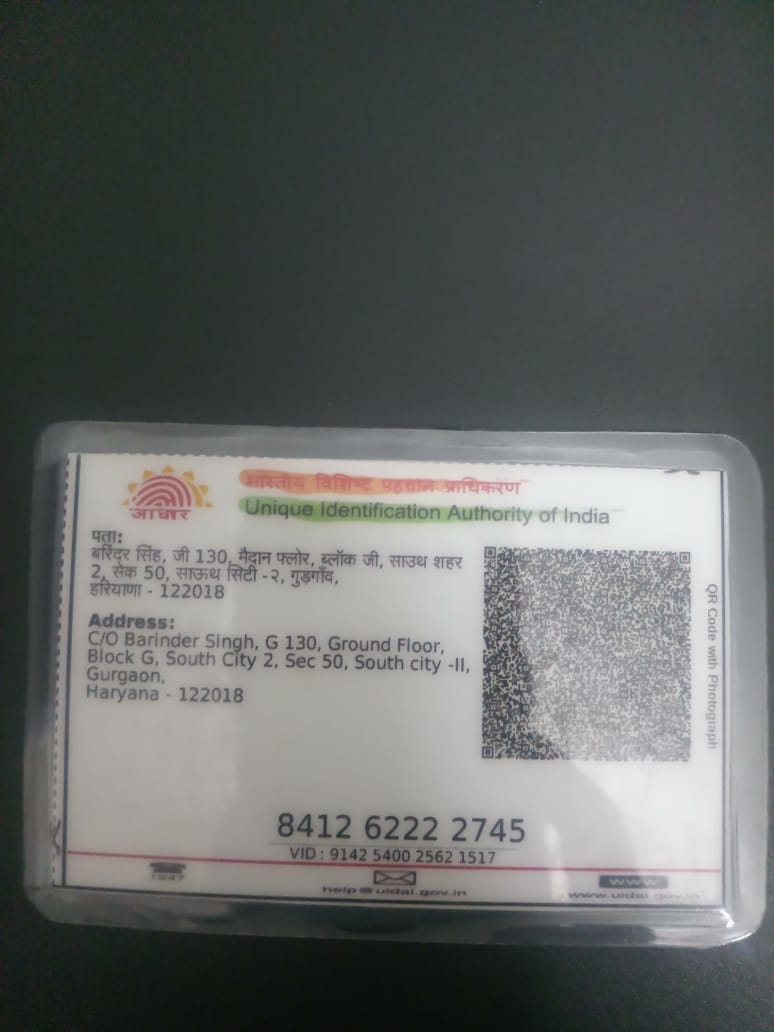 आधार
भारतीय विशिष्ट पहचान प्राधिकरण
Unique Identification Authority of India
पता:
बरिंदर सिंह, जी 130, मैदान फ्लोर, ब्लॉक जी, साउथ शहर
2, सेक 50, साऊथ सिटी -२, गुडगाँव,
हरियाणा - 122018
Address:
C/O Barinder Singh, G 130, Ground Floor,
Block G, South City 2, Sec 50, South city -II,
Gurgaon,
Haryana - 122018
QR Code with Photograph
8412 6222 2745
VID : 9142 5400 2562 1517
1947
help@uidai.gov.in
www
www.uidai.gov.in